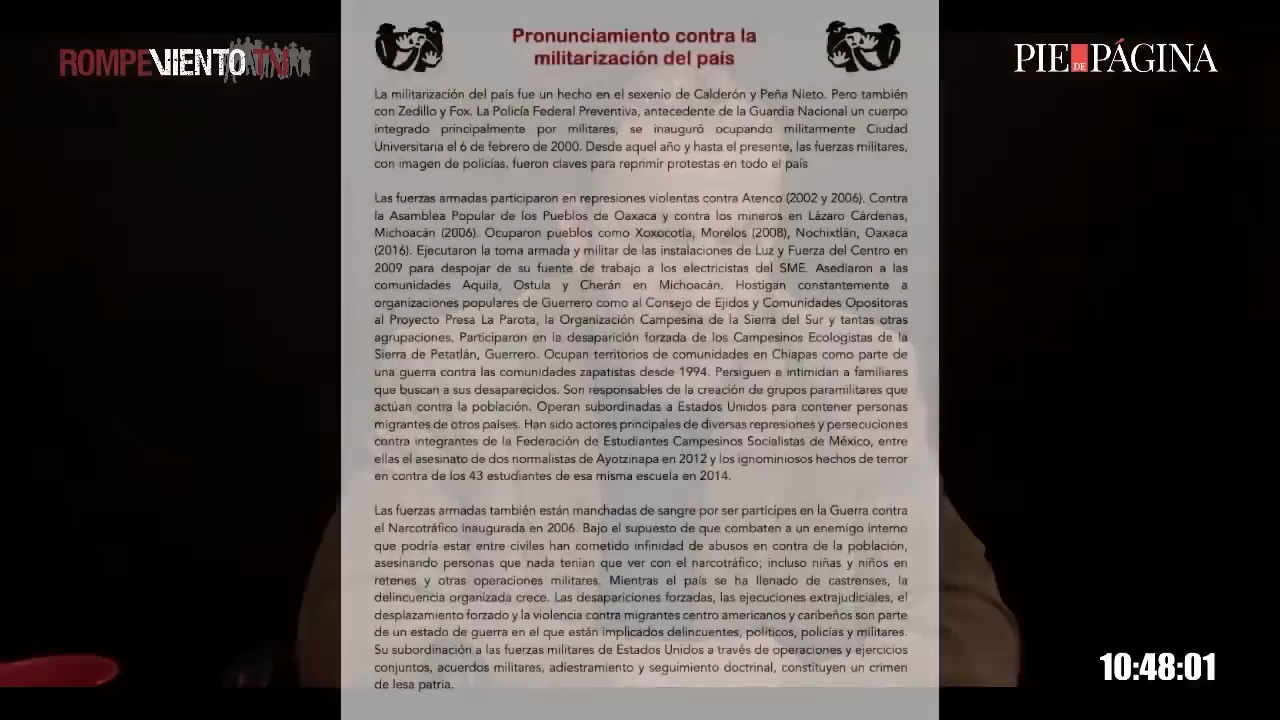 Pronunciamiento contra la
militarización del país
ROMPEVIENTO TV
PIE DE PÁGINA
La militarización del país fue un hecho en el sexenio de Calderón y Peña Nieto. Pero también
con Zedillo y Fox. La Policía Federal Preventiva, antecedente de la Guardia Nacional un cuerpo
integrado principalmente por militares, se inauguró ocupando militarmente Ciudad
Universitaria el 6 de febrero de 2000. Desde aquel año y hasta el presente, las fuerzas militares,
con imagen de policías, fueron claves para reprimir protestas en todo el país
Las fuerzas armadas participaron en represiones violentas contra Atenco (2002 y 2006). Contra
la Asamblea Popular de los Pueblos de Oaxaca y contra los mineros en Lázaro Cárdenas,
Michoacán (2006). Ocuparon pueblos como Xoxocotla, Morelos (2008), Nochixtlán, Oaxaca
(2016). Ejecutaron la toma armada y militar de las instalaciones de Luz y Fuerza del Centro en
2009 para despojar de su fuente de trabajo a los electricistas del SME. Asediaron a las
comunidades Aquila, Ostula y Cherán en Michoacán. Hostigan constantemente a
organizaciones populares de Guerrero como al Consejo de Ejidos y Comunidades Opositoras
al Proyecto Presa La Parota, la Organización Campesina de la Sierra del Sur y tantas otras
agrupaciones. Participaron en la desaparición forzada de los Campesinos Ecologistas de la
Sierra de Petatlán, Guerrero. Ocupan territorios de comunidades en Chiapas como parte de
una guerra contra las comunidades zapatistas desde 1994. Persiguen e intimidan a familiares
que buscan a sus desaparecidos. Son responsables de la creación de grupos paramilitares que
actúan contra la población. Operan subordinadas a Estados Unidos para contener personas
migrantes de otros países. Han sido actores principales de diversas represiones y persecuciones
contra integrantes de la Federación de Estudiantes Campesinos Socialistas de México, entre
ellas el asesinato de dos normalistas de Ayotzinapa en 2012 y los ignominiosos hechos de terror
en contra de los 43 estudiantes de esa misma escuela en 2014.
Las fuerzas armadas también están manchadas de sangre por ser partícipes en la Guerra contra
el Narcotráfico inaugurada en 2006. Bajo el supuesto de que combaten a un enemigo interno
que podría estar entre civiles han cometido infinidad de abusos en contra de la población,
asesinando personas que nada tenían que ver con el narcotráfico; incluso niñas y niños en
retenes y otras operaciones militares. Mientras el país se ha llenado de castrenses, la
delincuencia organizada crece. Las desapariciones forzadas, las ejecuciones extrajudiciales, el
desplazamiento forzado y la violencia contra migrantes centro americanos y caribeños son parte
de un estado de guerra en el que están implicados delincuentes, políticos, policías y militares.
Su subordinación a las fuerzas militares de Estados Unidos a través de operaciones y ejercicios
conjuntos, acuerdos militares, adiestramiento y seguimiento doctrinal, constituyen un crimen
de lesa patria.
10:48:01